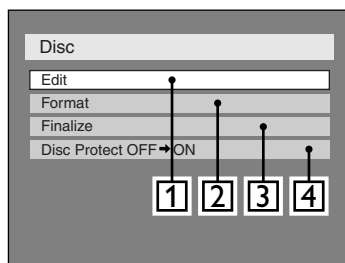 Disc
Edit
Format
Finalize
Disc Protect OFF➡ON
1 2 3 4